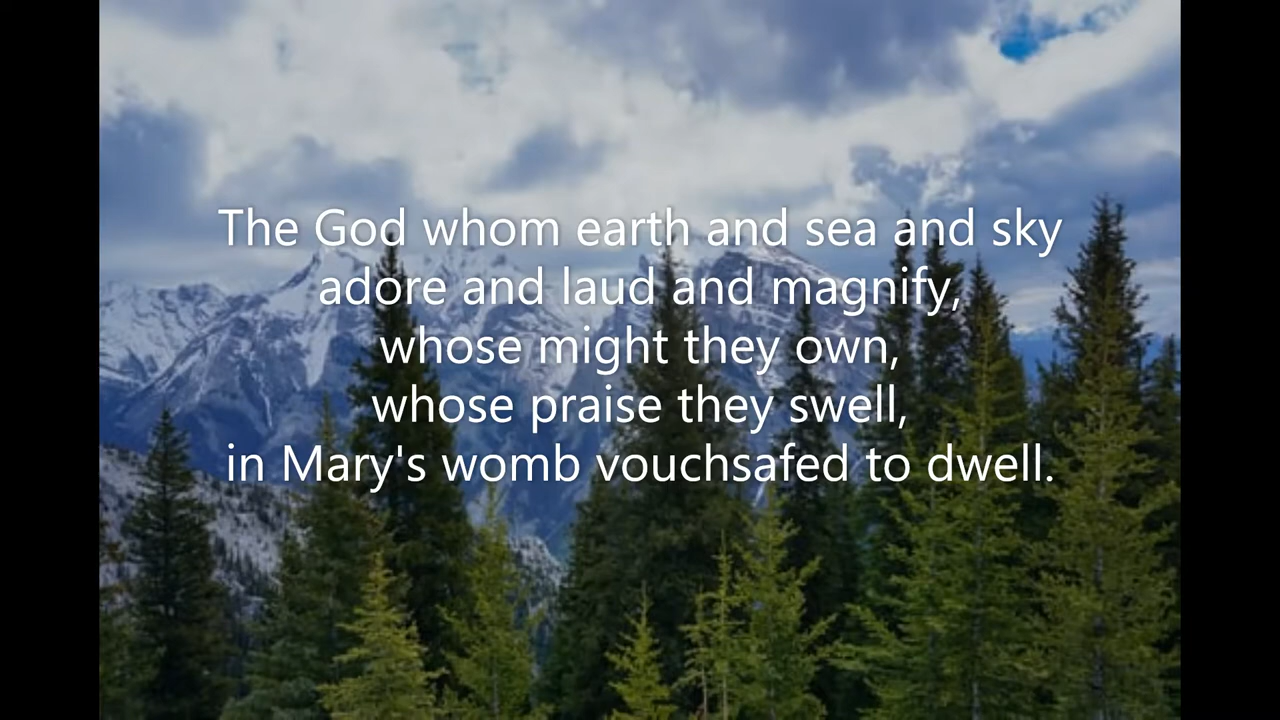 The God whom earth and sea and sky
adore and laud and magnify,
whose might they own,
whose praise they swell,
in Mary's womb vouchsafed to dwell.